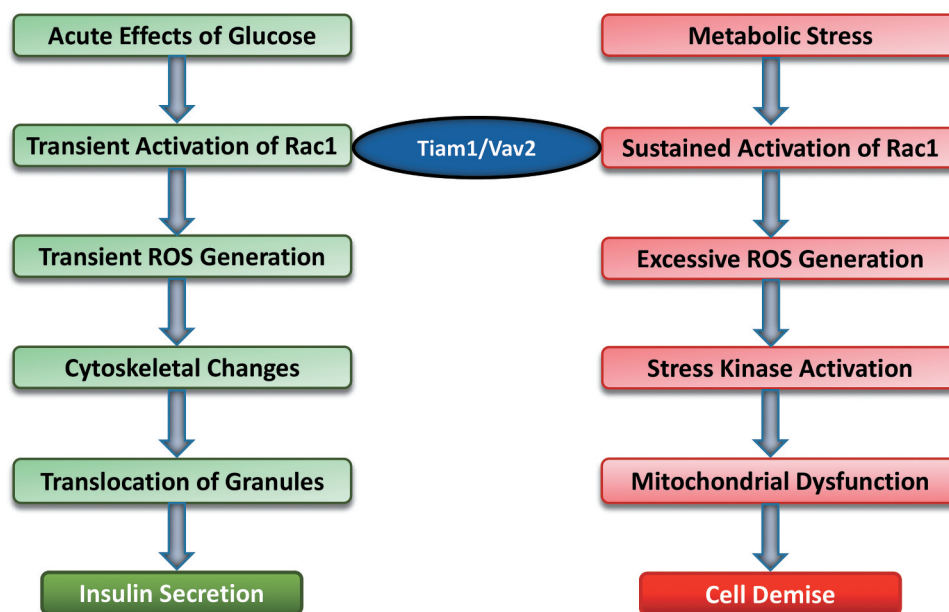 Acute Effects of Glucose
Metabolic Stress
Transient Activation of Rac1
Tiam1/Vav2
Sustained Activation of Rac1
Transient ROS Generation
Excessive ROS Generation
Cytoskeletal Changes
Stress Kinase Activation
Translocation of Granules
Mitochondrial Dysfunction
Insulin Secretion
Cell Demise